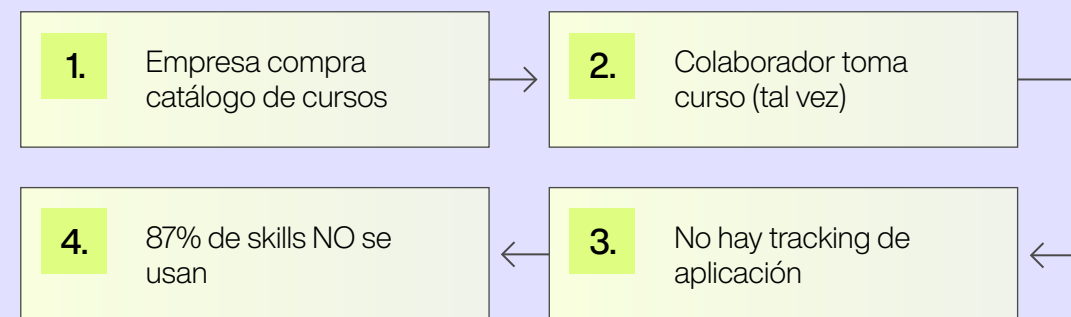 1.
Empresa compra
catálogo de cursos
2.
Colaborador toma
curso (tal vez)
3.
No hay tracking de
aplicación
4.
87% de skills NO se
usan